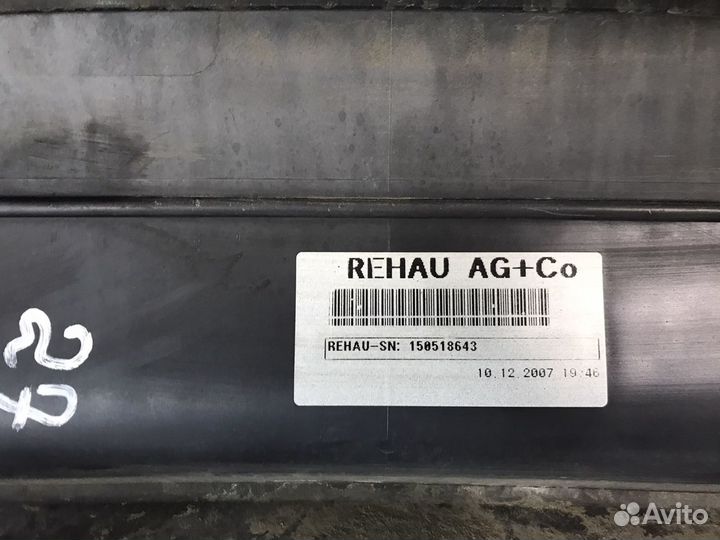 REHAU AG+Co
REHAU-SN: 150518643
10.12.2007 19:46
Avito